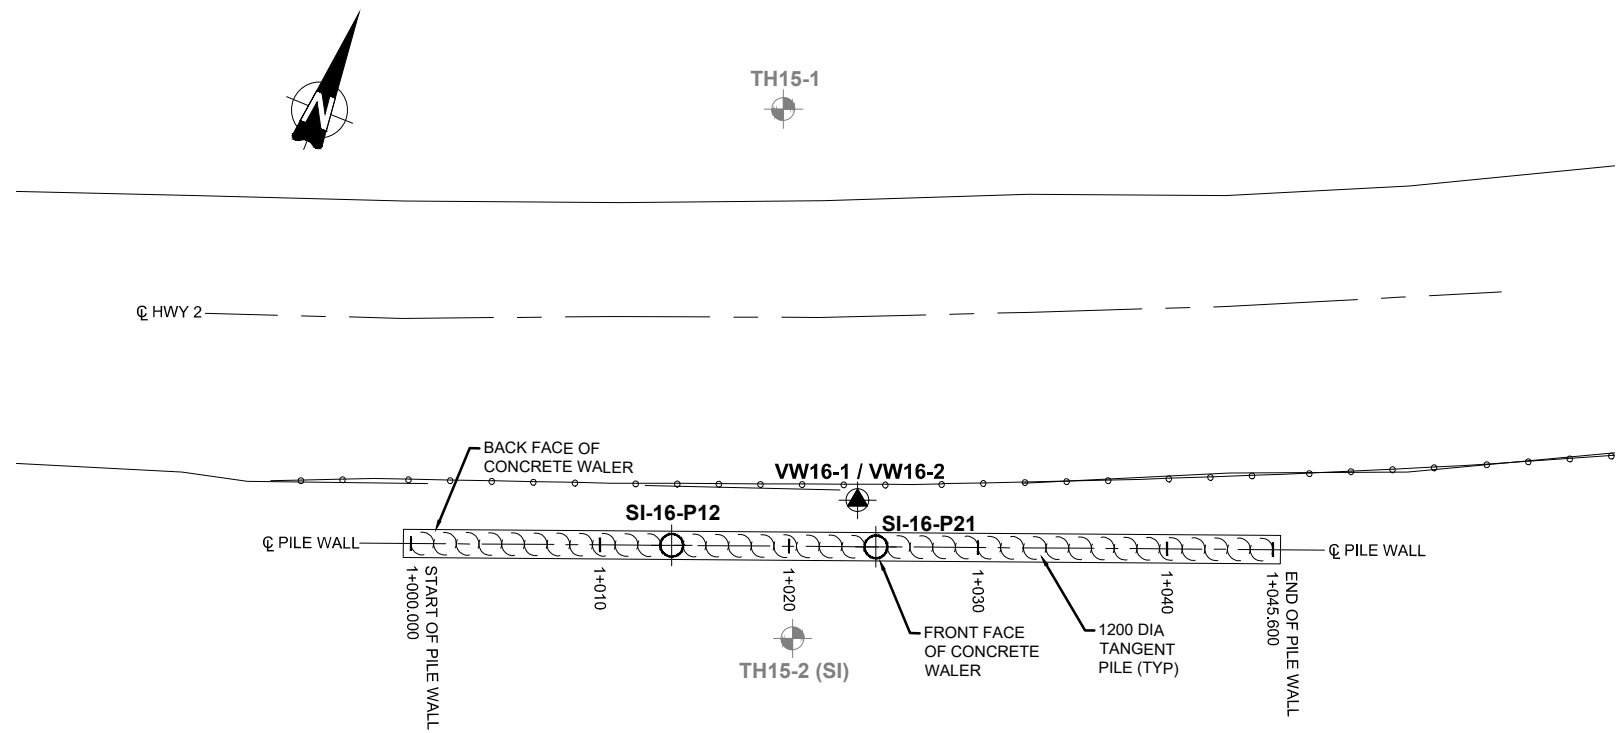 N
TH15-1
℄ HWY 2
BACK FACE OF
CONCRETE WALER
VW16-1 / VW16-2
SI-16-P12
SI-16-P21
℄ PILE WALL
℄ PILE WALL
1+000.000
START OF PILE WALL
1+010
1+020
1+030
1+040
1+045.600
END OF PILE WALL
FRONT FACE
OF CONCRETE
WALER
1200 DIA
TANGENT
PILE (TYP)
TH15-2 (SI)